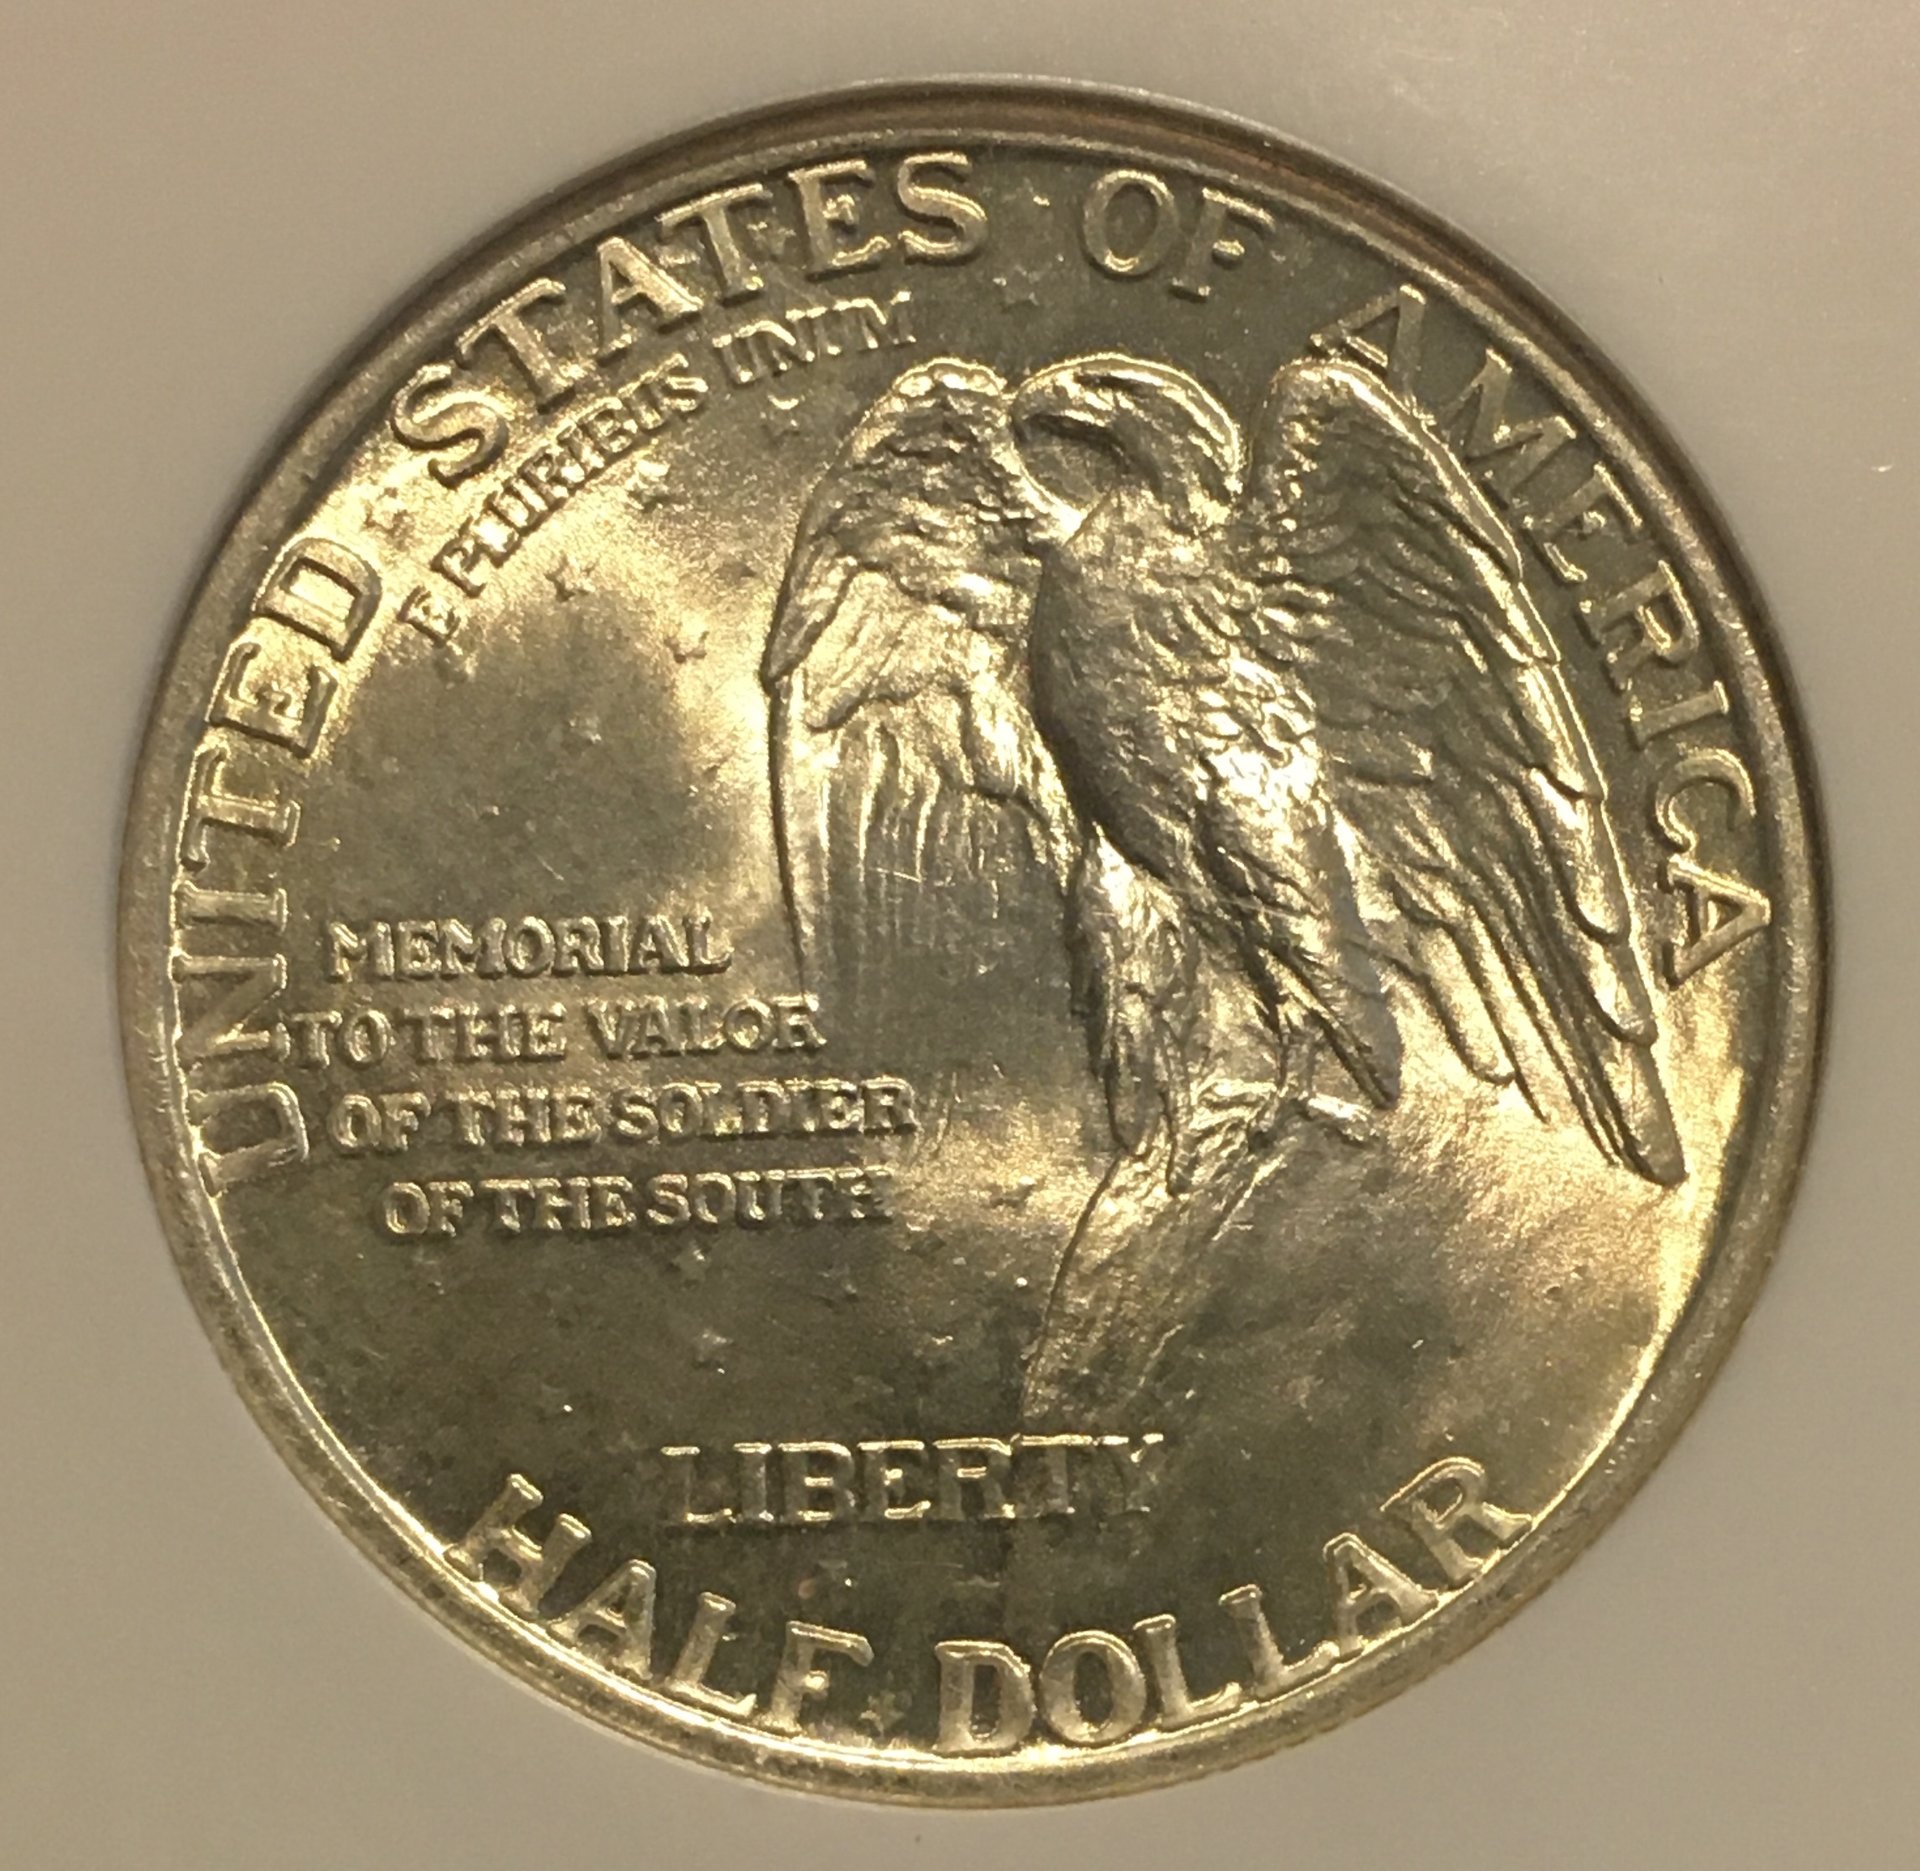 UNITED STATES OF AMERICA
E PLURIBUS UNUM
MEMORIAL
TO THE VALOR
OF THE SOLDIER
OF THE SOUTH
LIBERTY
HALF DOLLAR